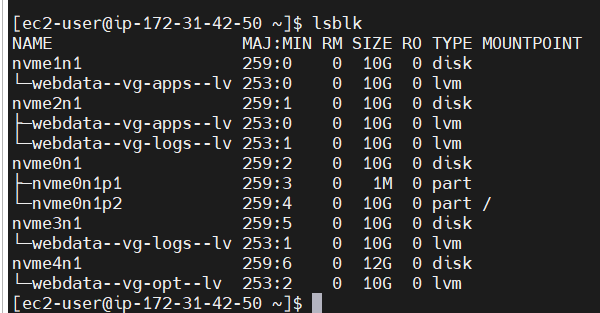 [ec2-user@ip-172-31-42-50 ~]$ lsblk
NAME                    MAJ:MIN RM SIZE RO TYPE MOUNTPOINT
nvme1n1                 259:0    0  10G  0 disk
└─webdata--vg-apps--lv  253:0    0  10G  0 lvm
nvme2n1                 259:1    0  10G  0 disk
├─webdata--vg-apps--lv  253:0    0  10G  0 lvm
└─webdata--vg-logs--lv  253:1    0  10G  0 lvm
nvme0n1                 259:2    0  10G  0 disk
├─nvme0n1p1             259:3    0   1M  0 part
└─nvme0n1p2             259:4    0  10G  0 part /
nvme3n1                 259:5    0  10G  0 disk
└─webdata--vg-logs--lv  253:1    0  10G  0 lvm
nvme4n1                 259:6    0  12G  0 disk
└─webdata--vg-opt--lv   253:2    0  10G  0 lvm
[ec2-user@ip-172-31-42-50 ~]$